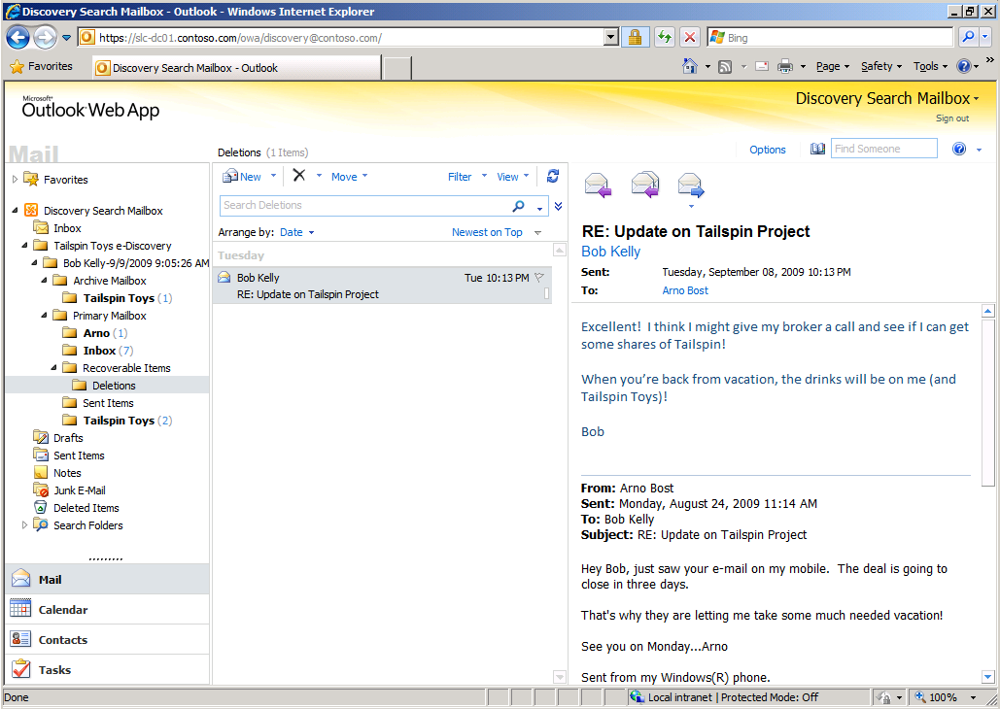 Discovery Search Mailbox - Outlook - Windows Internet Explorer
https://slc-dc01.contoso.com/owa/discovery@contoso.com/
Bing
Favorites
Discovery Search Mailbox - Outlook
Page
Safety
Tools
Microsoft®
Outlook Web App
Discovery Search Mailbox
Sign out
Mail
Deletions (1 Items)
Options
Find Someone
Favorites
Discovery Search Mailbox
Inbox
Tailspin Toys e-Discovery
Bob Kelly-9/9/2009 9:05:26 AM
Archive Mailbox
Tailspin Toys (1)
Primary Mailbox
Arno (1)
Inbox (7)
Recoverable Items
Deletions
Sent Items
Tailspin Toys (2)
Drafts
Sent Items
Notes
Junk E-Mail
Deleted Items
Search Folders
Mail
Calendar
Contacts
Tasks
New
Move
Filter
View
Search Deletions
Arrange by: Date
Newest on Top
Tuesday
Bob Kelly
Tue 10:13 PM
RE: Update on Tailspin Project
RE: Update on Tailspin Project
Bob Kelly
Sent: Tuesday, September 08, 2009 10:13 PM
To: Arno Bost
Excellent!  I think I might give my broker a call and see if I can get
some shares of Tailspin!
When you're back from vacation, the drinks will be on me (and
Tailspin Toys)!
Bob
From: Arno Bost
Sent: Monday, August 24, 2009 11:14 AM
To: Bob Kelly
Subject: RE: Update on Tailspin Project
Hey Bob, just saw your e-mail on my mobile.  The deal is going to
close in three days.
That's why they are letting me take some much needed vacation!
See you on Monday...Arno
Sent from my Windows(R) phone.
Done
Local intranet | Protected Mode: Off
100%